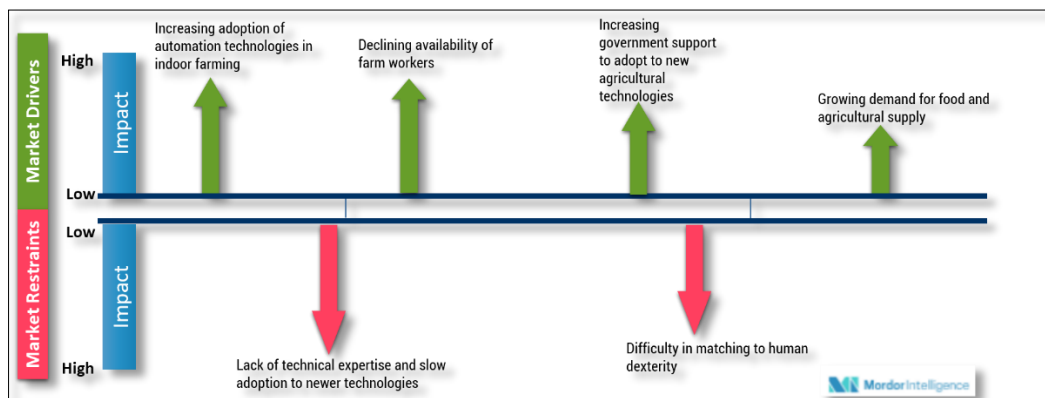 Increasing adoption of
automation technologies in
indoor farming
Declining availability of
farm workers
Increasing
government support
to adopt to new
agricultural
technologies
Growing demand for food and
agricultural supply
Market Drivers
High
Impact
Low
Low
Market Restraints
Impact
High
Lack of technical expertise and slow
adoption to newer technologies
Difficulty in matching to human
dexterity
MordorIntelligence